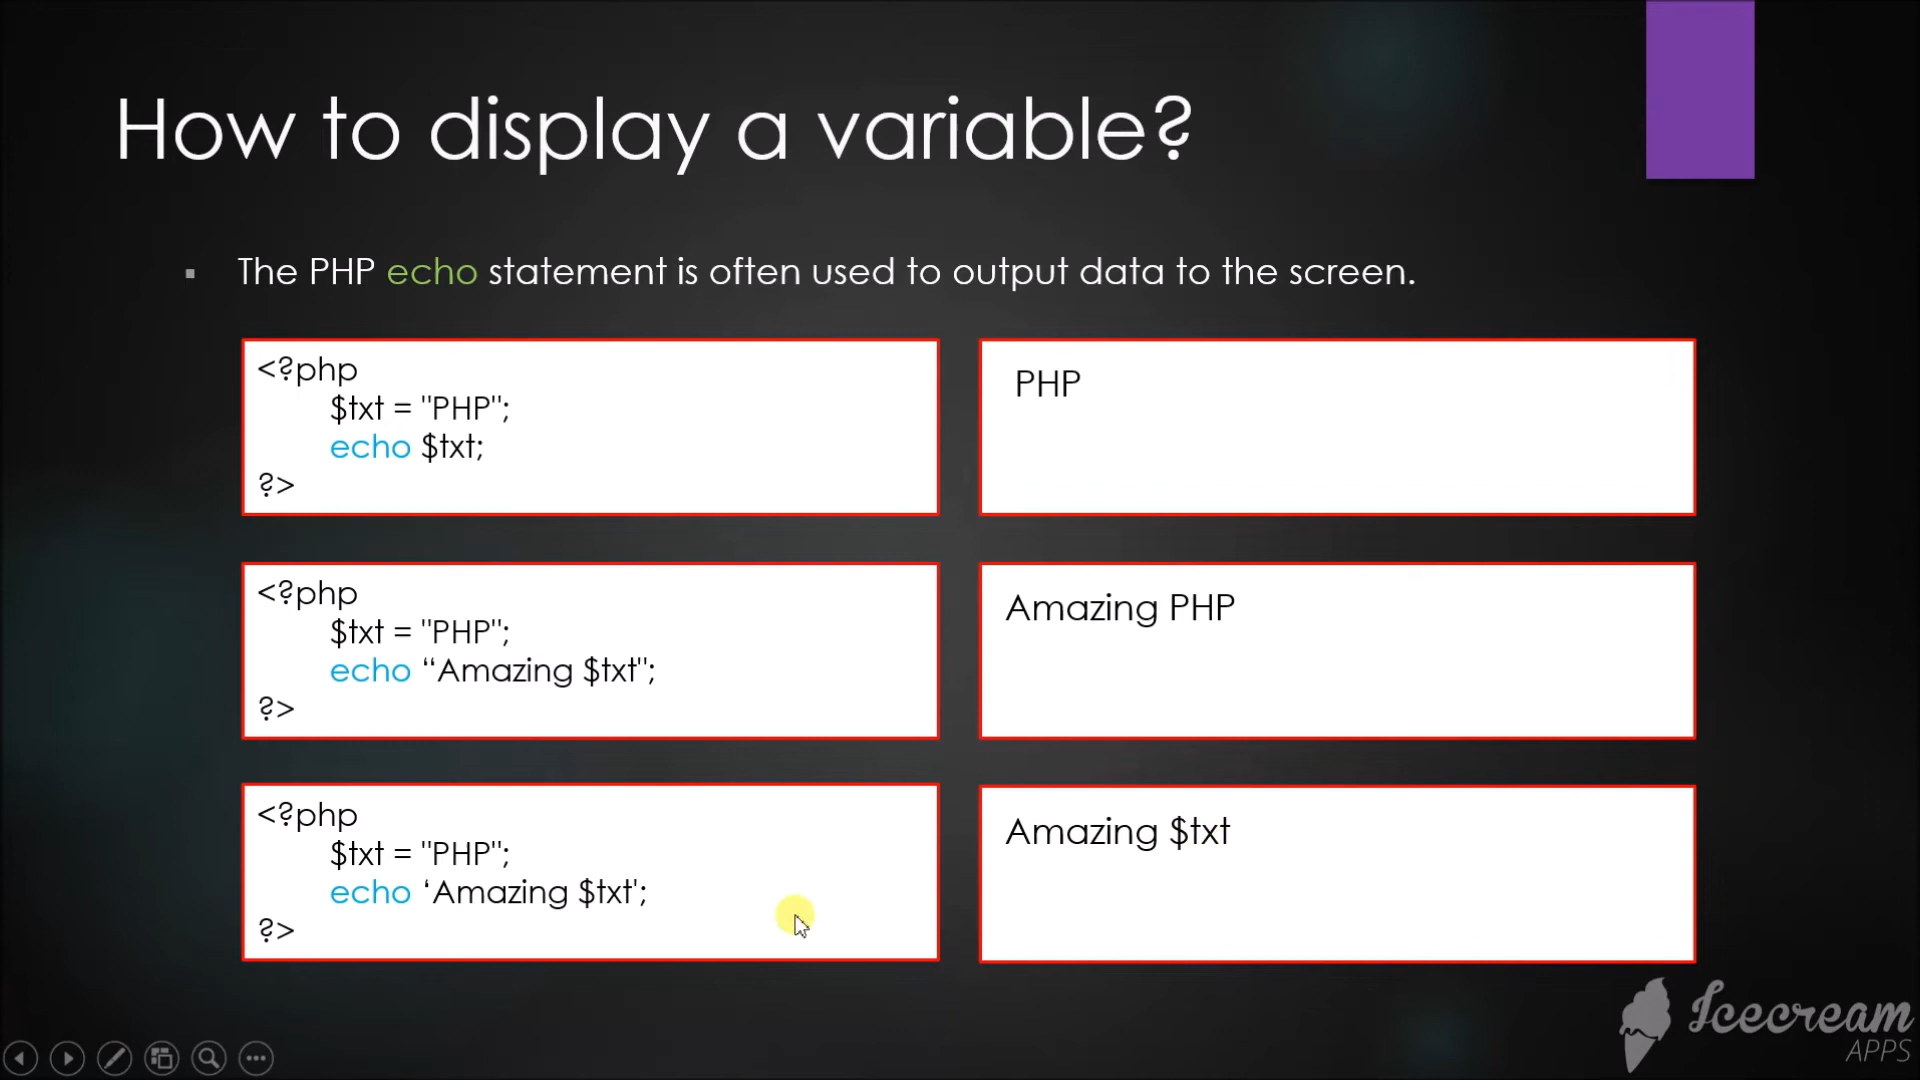 How to display a variable?
▪ The PHP echo statement is often used to output data to the screen.
<?php
$txt = "PHP";
echo $txt;
?>
PHP
<?php
$txt = "PHP";
echo “Amazing $txt";
?>
Amazing PHP
<?php
$txt = "PHP";
echo ‘Amazing $txt';
?>
Amazing $txt
Icecream
APPS